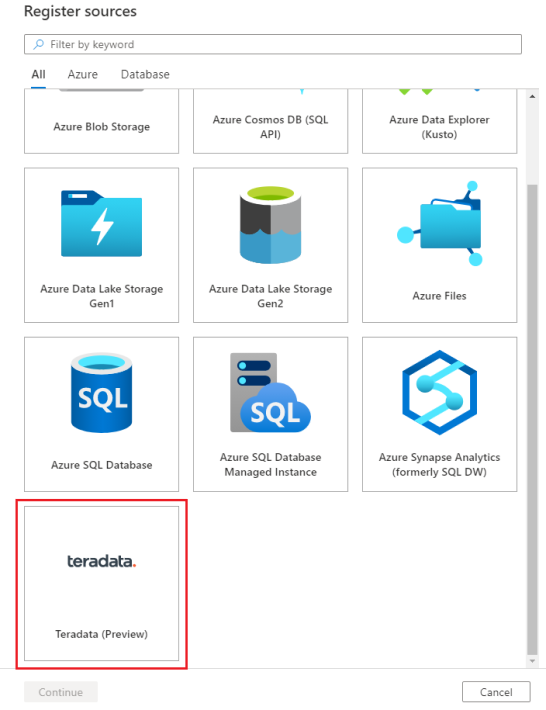 Register sources
Filter by keyword
All Azure Database
Azure Blob Storage
Azure Cosmos DB (SQL
API)
Azure Data Explorer
(Kusto)
Azure Data Lake Storage
Gen1
Azure Data Lake Storage
Gen2
Azure Files
SQL
Azure SQL Database
SQL
Azure SQL Database
Managed Instance
Azure Synapse Analytics
(formerly SQL DW)
teradata.
Teradata (Preview)
Continue Cancel